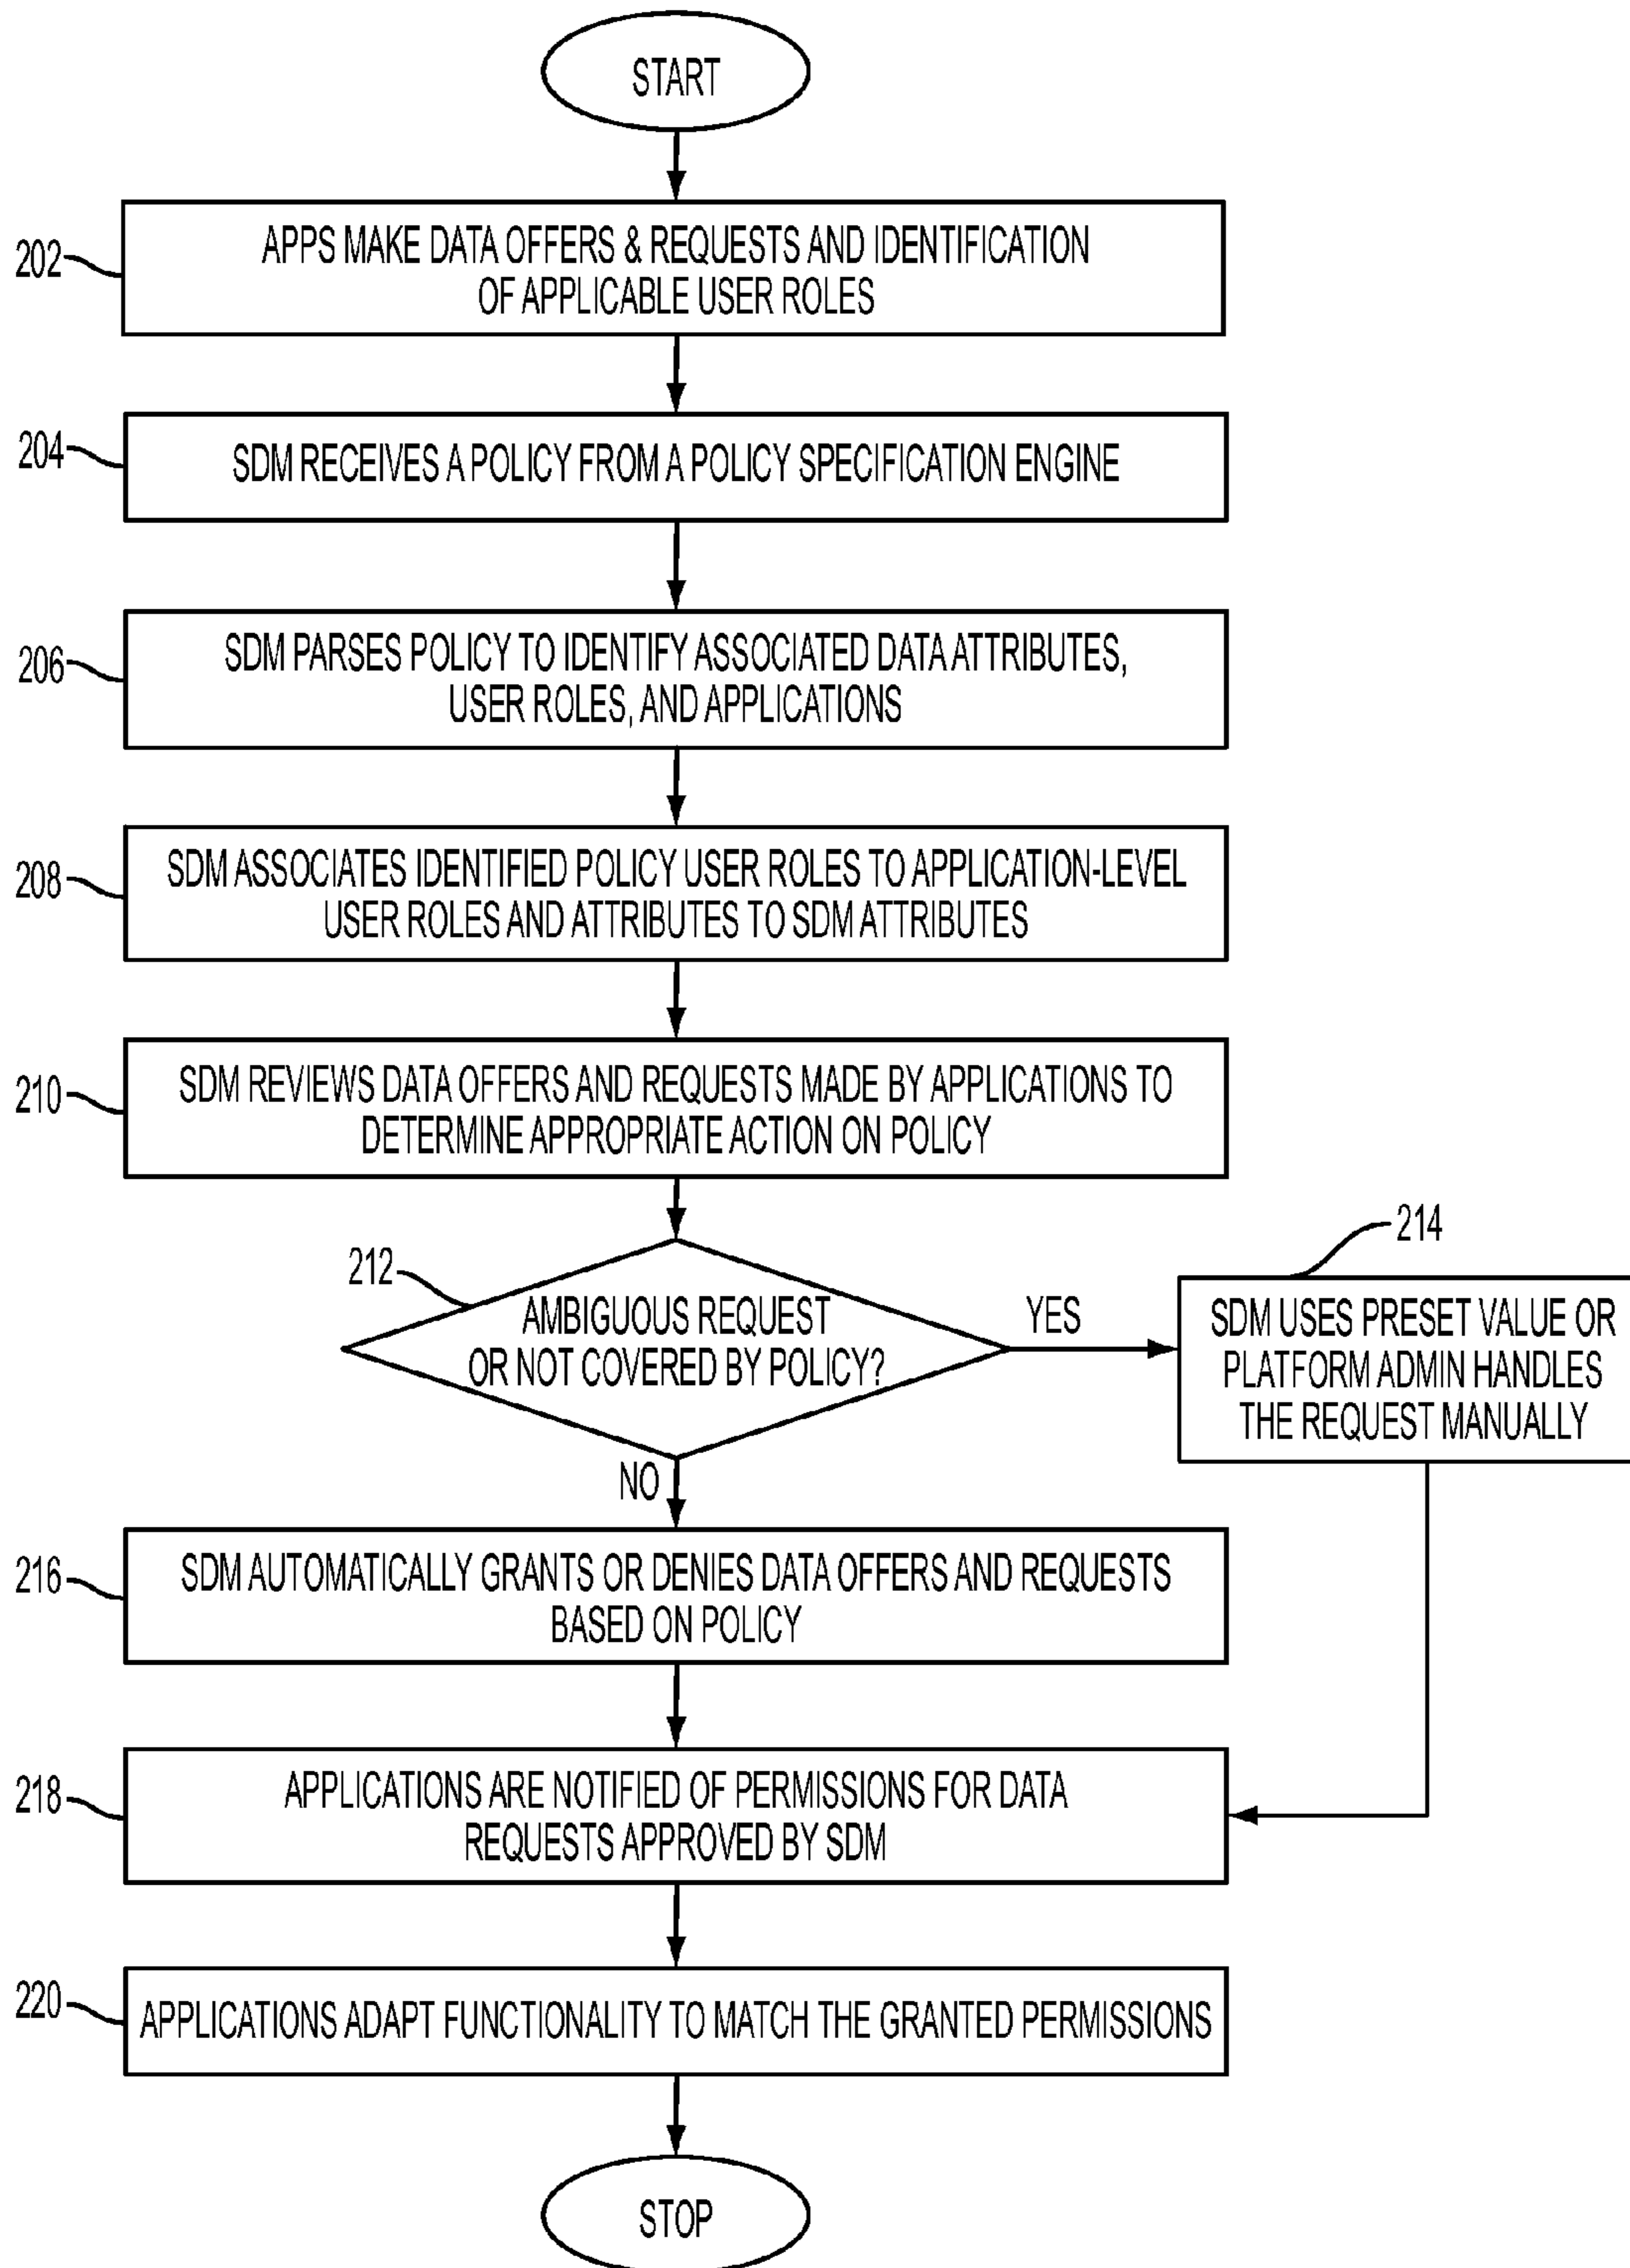 START
202
APPS MAKE DATA OFFERS & REQUESTS AND IDENTIFICATION
OF APPLICABLE USER ROLES
204
SDM RECEIVES A POLICY FROM A POLICY SPECIFICATION ENGINE
206
SDM PARSES POLICY TO IDENTIFY ASSOCIATED DATA ATTRIBUTES,
USER ROLES, AND APPLICATIONS
208
SDM ASSOCIATES IDENTIFIED POLICY USER ROLES TO APPLICATION-LEVEL
USER ROLES AND ATTRIBUTES TO SDM ATTRIBUTES
210
SDM REVIEWS DATA OFFERS AND REQUESTS MADE BY APPLICATIONS TO
DETERMINE APPROPRIATE ACTION ON POLICY
212
AMBIGUOUS REQUEST
OR NOT COVERED BY POLICY?
YES
214
SDM USES PRESET VALUE OR
PLATFORM ADMIN HANDLES
THE REQUEST MANUALLY
NO
216
SDM AUTOMATICALLY GRANTS OR DENIES DATA OFFERS AND REQUESTS
BASED ON POLICY
218
APPLICATIONS ARE NOTIFIED OF PERMISSIONS FOR DATA
REQUESTS APPROVED BY SDM
220
APPLICATIONS ADAPT FUNCTIONALITY TO MATCH THE GRANTED PERMISSIONS
STOP